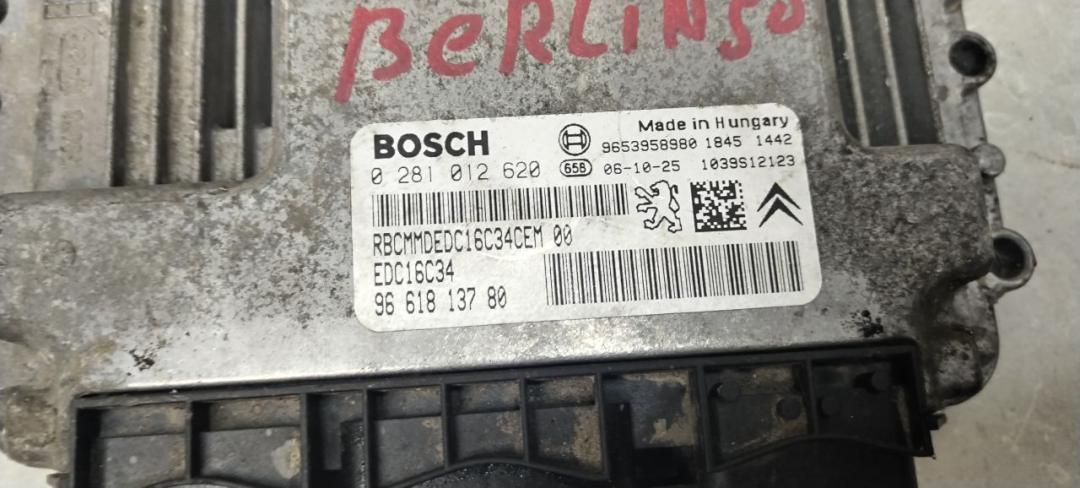 BERLINGO
BOSCH Made in Hungary
9653958980 1845 1442
0 281 012 620 658 06-10-25 1039S12123
RBCMMDEDC16C34CEM 00
EDC16C34
96 618 137 80